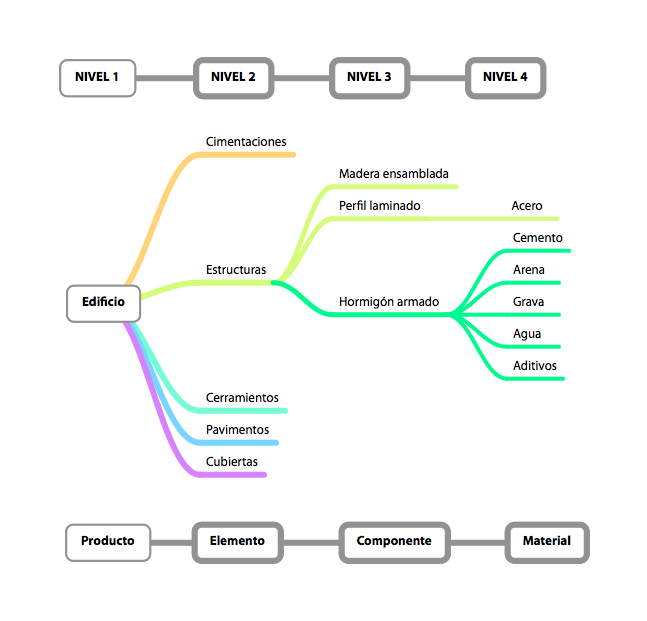 NIVEL 1
NIVEL 2
NIVEL 3
NIVEL 4
Cimentaciones
Madera ensamblada
Perfil laminado
Acero
Cemento
Estructuras
Arena
Edificio
Hormigón armado
Grava
Agua
Aditivos
Cerramientos
Pavimentos
Cubiertas
Producto
Elemento
Componente
Material